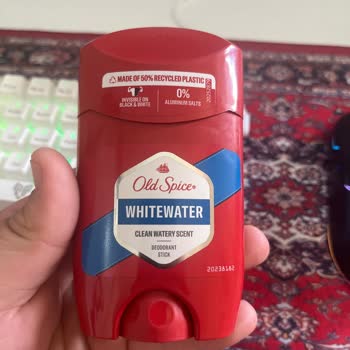 MADE OF 50% RECYCLED PLASTIC
INVISIBLE ON
BLACK & WHITE
0%
ALUMINUM SALTS
Old Spice®
WHITEWATER
CLEAN WATERY SCENT
DEODORANT
STICK
20236162